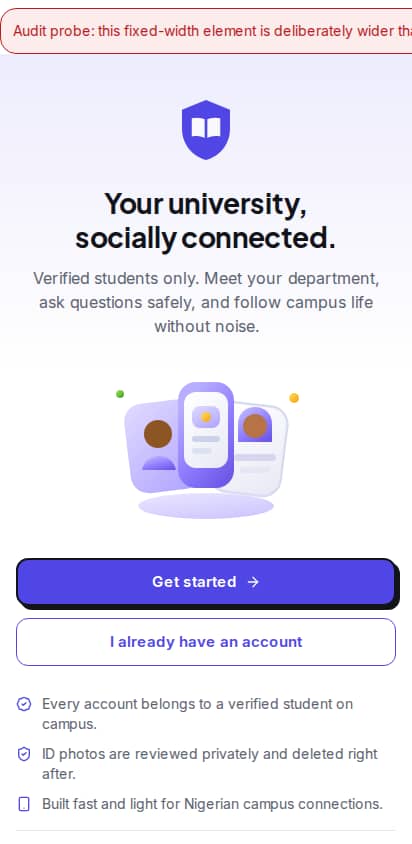 Audit probe: this fixed-width element is deliberately wider
Your university,
socially connected.
Verified students only. Meet your department,
ask questions safely, and follow campus life
without noise.
Get started
I already have an account
Every account belongs to a verified student on
campus.
ID photos are reviewed privately and deleted right
after.
Built fast and light for Nigerian campus connections.